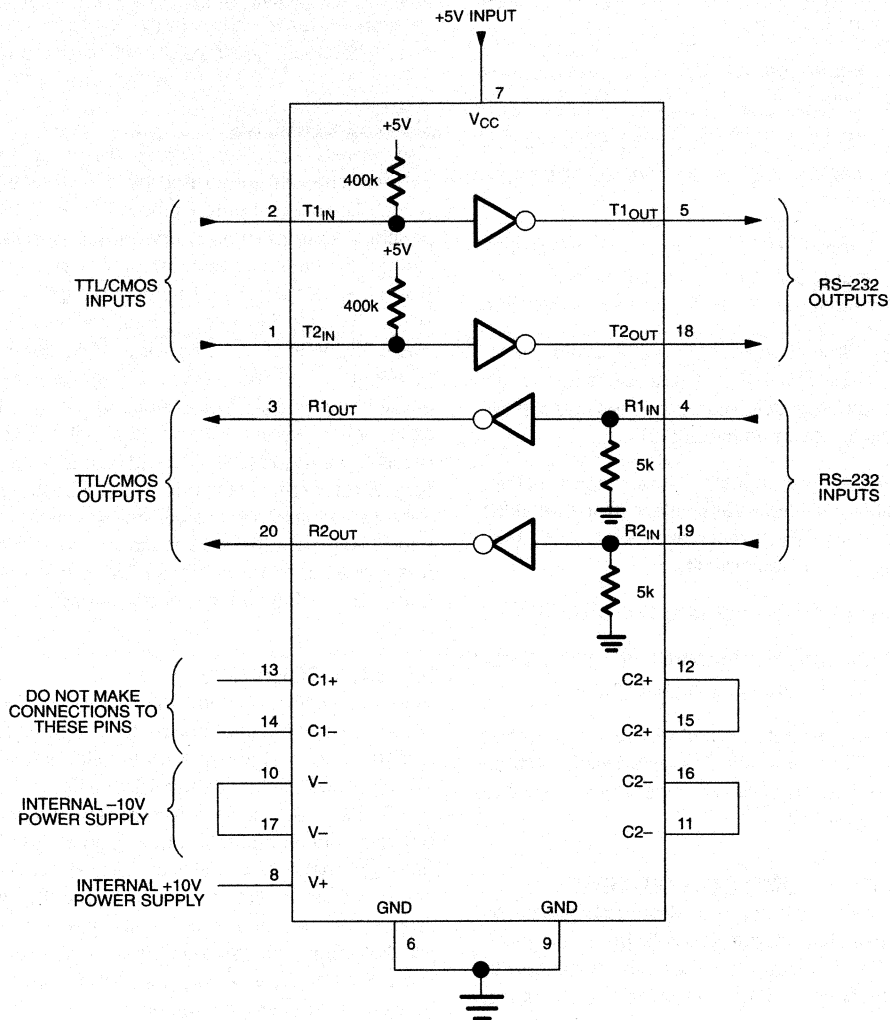 +5V INPUT
7
VCC
+5V
400k
2 T1IN T1OUT 5
+5V
TTL/CMOS
INPUTS
RS–232
OUTPUTS
400k
1 T2IN T2OUT 18
3 R1OUT R1IN 4
TTL/CMOS
OUTPUTS
5k
RS–232
INPUTS
20 R2OUT R2IN 19
5k
13 C1+ C2+ 12
DO NOT MAKE
CONNECTIONS TO
THESE PINS
14 C1– C2+ 15
10 V– C2– 16
INTERNAL –10V
POWER SUPPLY
17 V– C2– 11
8 V+
INTERNAL +10V
POWER SUPPLY
GND GND
6 9